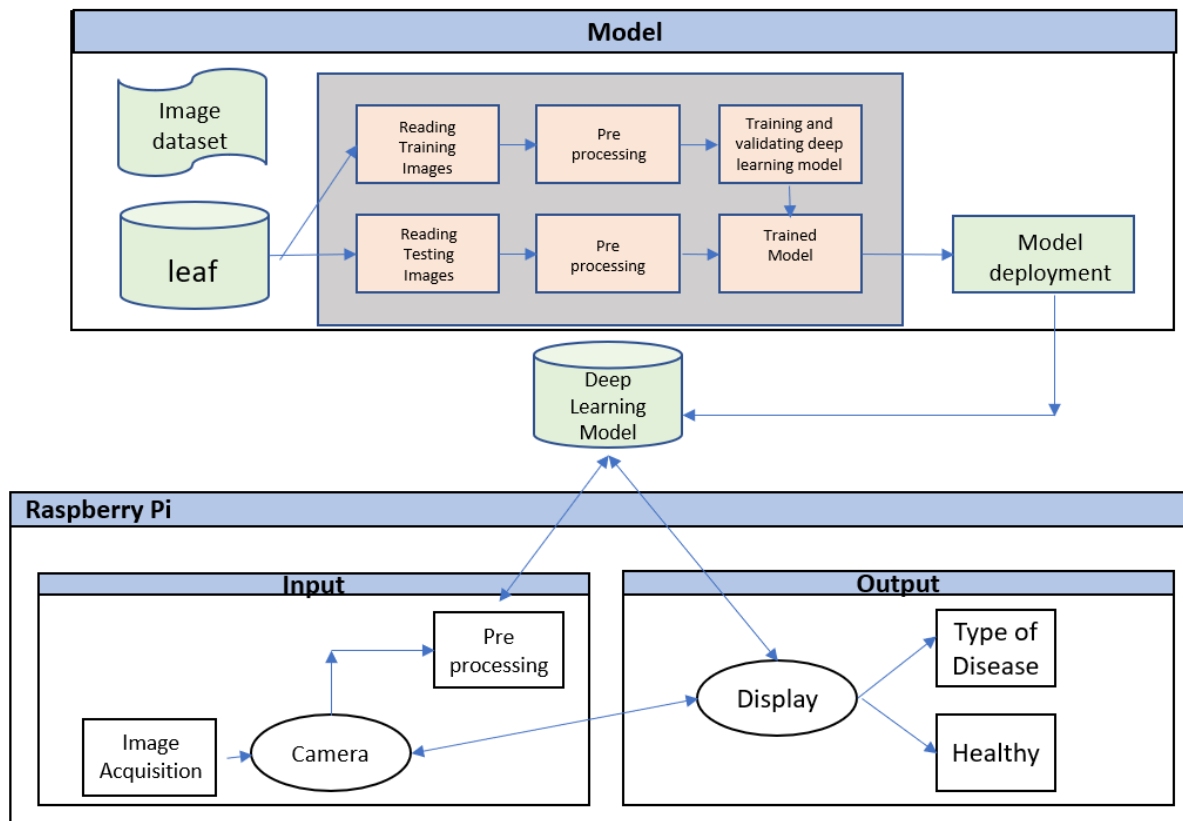 Model
Image
dataset
leaf
Reading
Training
Images
Pre
processing
Training and
validating deep
learning model
Reading
Testing
Images
Pre
processing
Trained
Model
Model
deployment
Deep
Learning
Model
Raspberry Pi
Input
Pre
processing
Image
Acquisition
Camera
Output
Display
Type of
Disease
Healthy